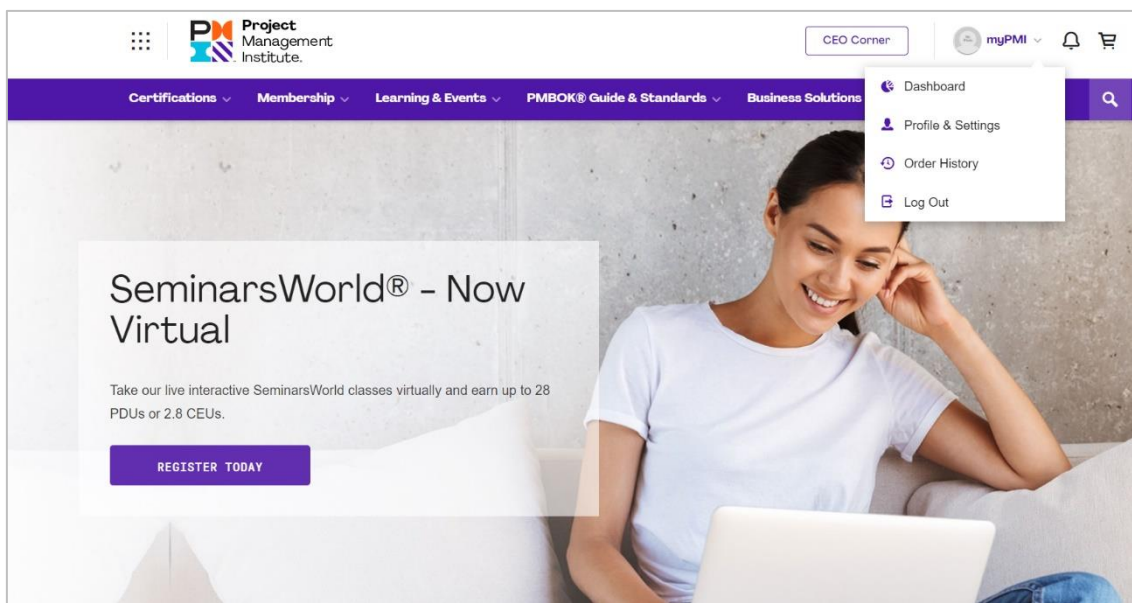 Project
Management
Institute.
CEO Corner
myPMI
Certifications
Membership
Learning & Events
PMBOK® Guide & Standards
Business Solutions
Dashboard
Profile & Settings
Order History
Log Out
SeminarsWorld® - Now
Virtual
Take our live interactive SeminarsWorld classes virtually and earn up to 28
PDUs or 2.8 CEUs.
REGISTER TODAY